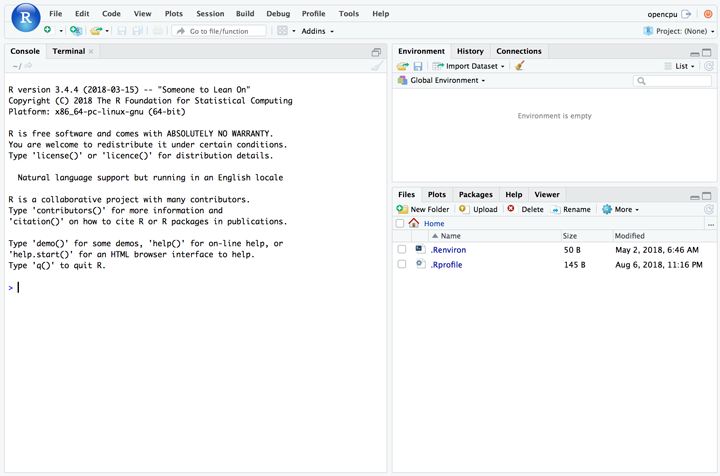 R
File Edit Code View Plots Session Build Debug Profile Tools Help
opencpu
Go to file/function
Addins
Project: (None)
Console Terminal
~/
R version 3.4.4 (2018-03-15) -- "Someone to Lean On"
Copyright (C) 2018 The R Foundation for Statistical Computing
Platform: x86_64-pc-linux-gnu (64-bit)
R is free software and comes with ABSOLUTELY NO WARRANTY.
You are welcome to redistribute it under certain conditions.
Type 'license()' or 'licence()' for distribution details.
Natural language support but running in an English locale
R is a collaborative project with many contributors.
Type 'contributors()' for more information and
'citation()' on how to cite R or R packages in publications.
Type 'demo()' for some demos, 'help()' for on-line help, or
'help.start()' for an HTML browser interface to help.
Type 'q()' to quit R.
>
Environment History Connections
Import Dataset
List
Global Environment
Environment is empty
Files Plots Packages Help Viewer
New Folder Upload Delete Rename More
Home
...
Name Size Modified
.Renviron 50 B May 2, 2018, 6:46 AM
.Rprofile 145 B Aug 6, 2018, 11:16 PM